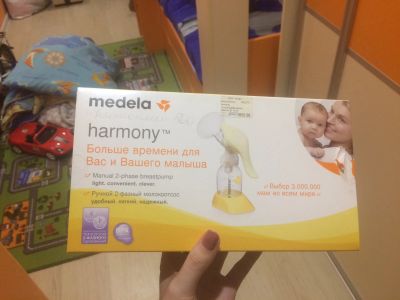 medela
harmony™
Больше времени для
Вас и Вашего малыша
Manual 2-phase breastpump
light. convenient. clever.
Ручной 2-фазный молокоотсос
удобный. легкий. надежный.
Выбор 3.000.000
мам во всем мире